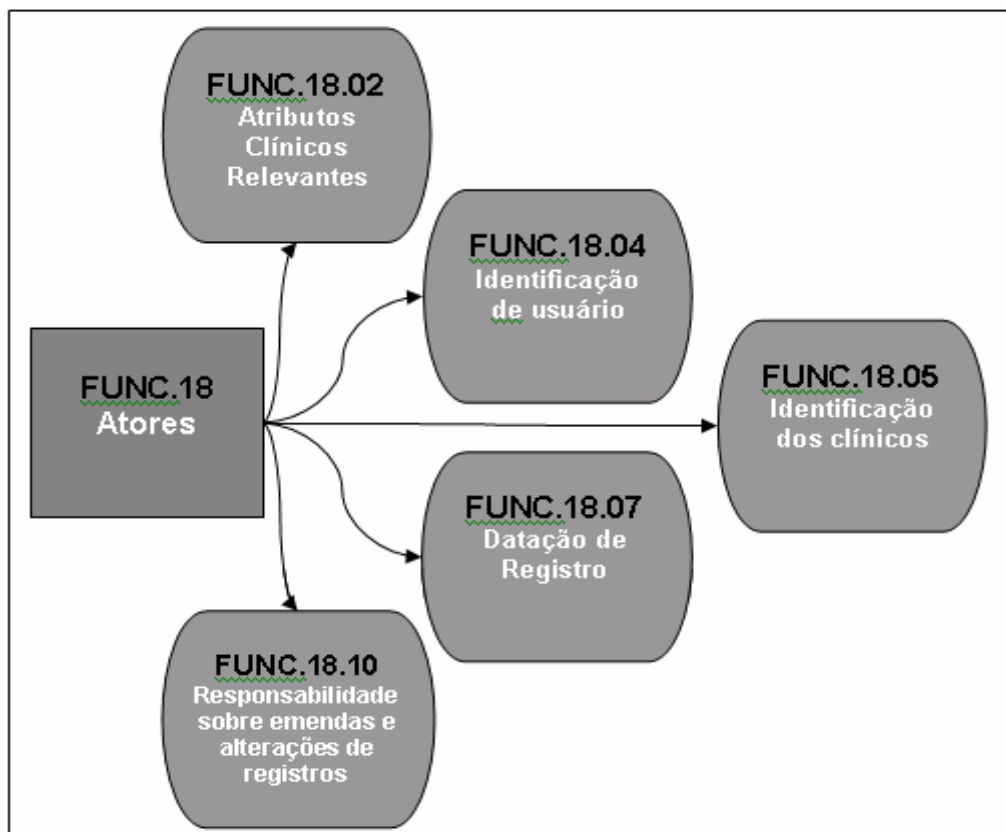 FUNC.18.02
Atributos
Clínicos
Relevantes
FUNC.18.04
Identificação
de usuário
FUNC.18.05
Identificação
dos clínicos
FUNC.18
Atores
FUNC.18.07
Datação de
Registro
FUNC.18.10
Responsabilidade
sobre emendas e
alterações de
registros